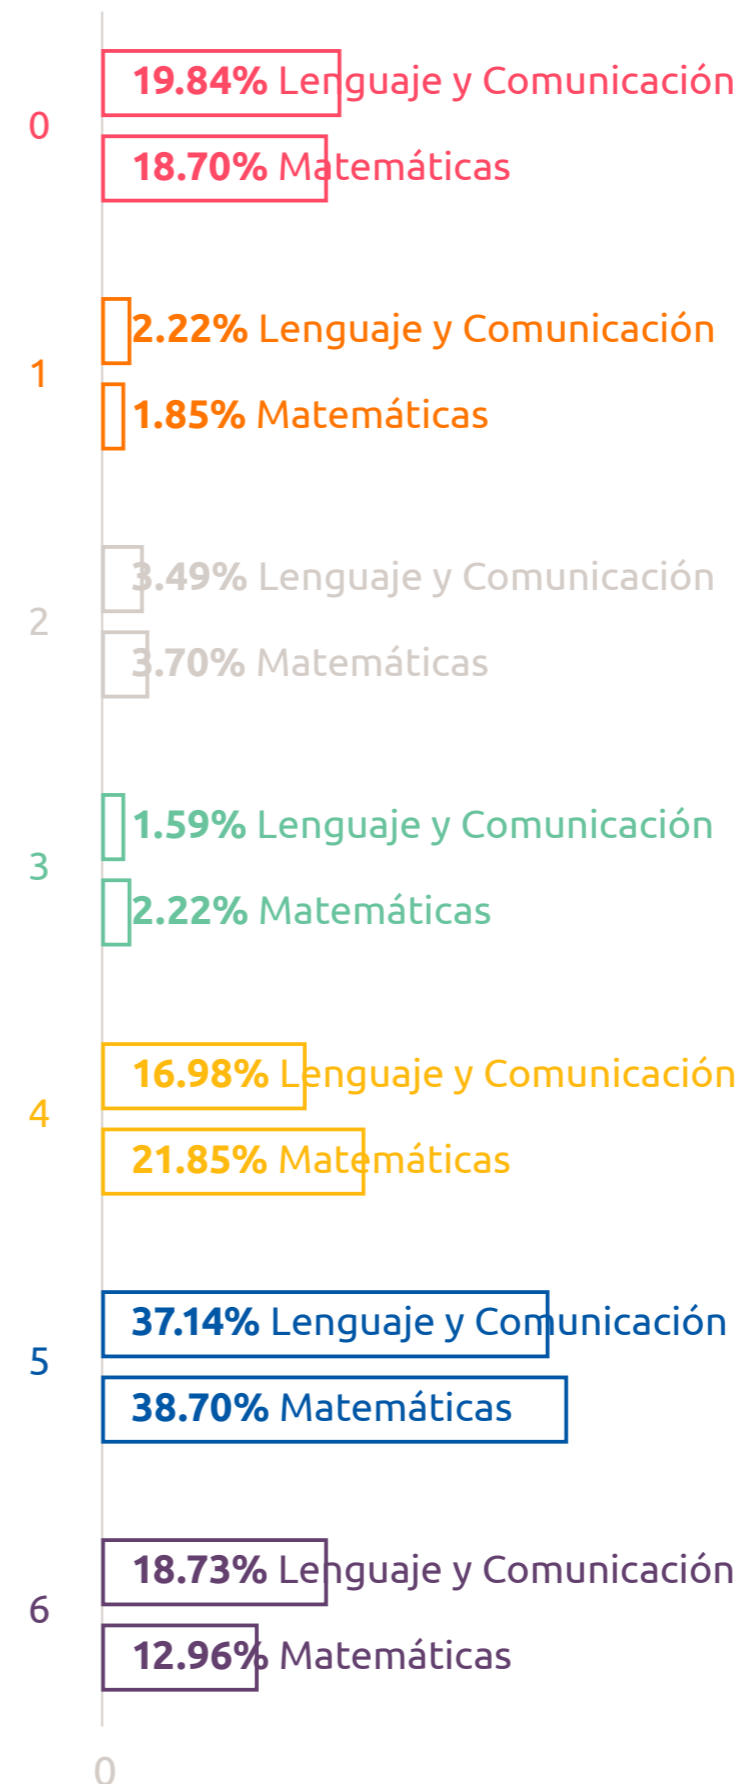 19.84% Lenguaje y Comunicación
0
18.70% Matemáticas
2.22% Lenguaje y Comunicación
1
1.85% Matemáticas
3.49% Lenguaje y Comunicación
2
3.70% Matemáticas
1.59% Lenguaje y Comunicación
3
2.22% Matemáticas
16.98% Lenguaje y Comunicación
4
21.85% Matemáticas
37.14% Lenguaje y Comunicación
5
38.70% Matemáticas
18.73% Lenguaje y Comunicación
6
12.96% Matemáticas
0